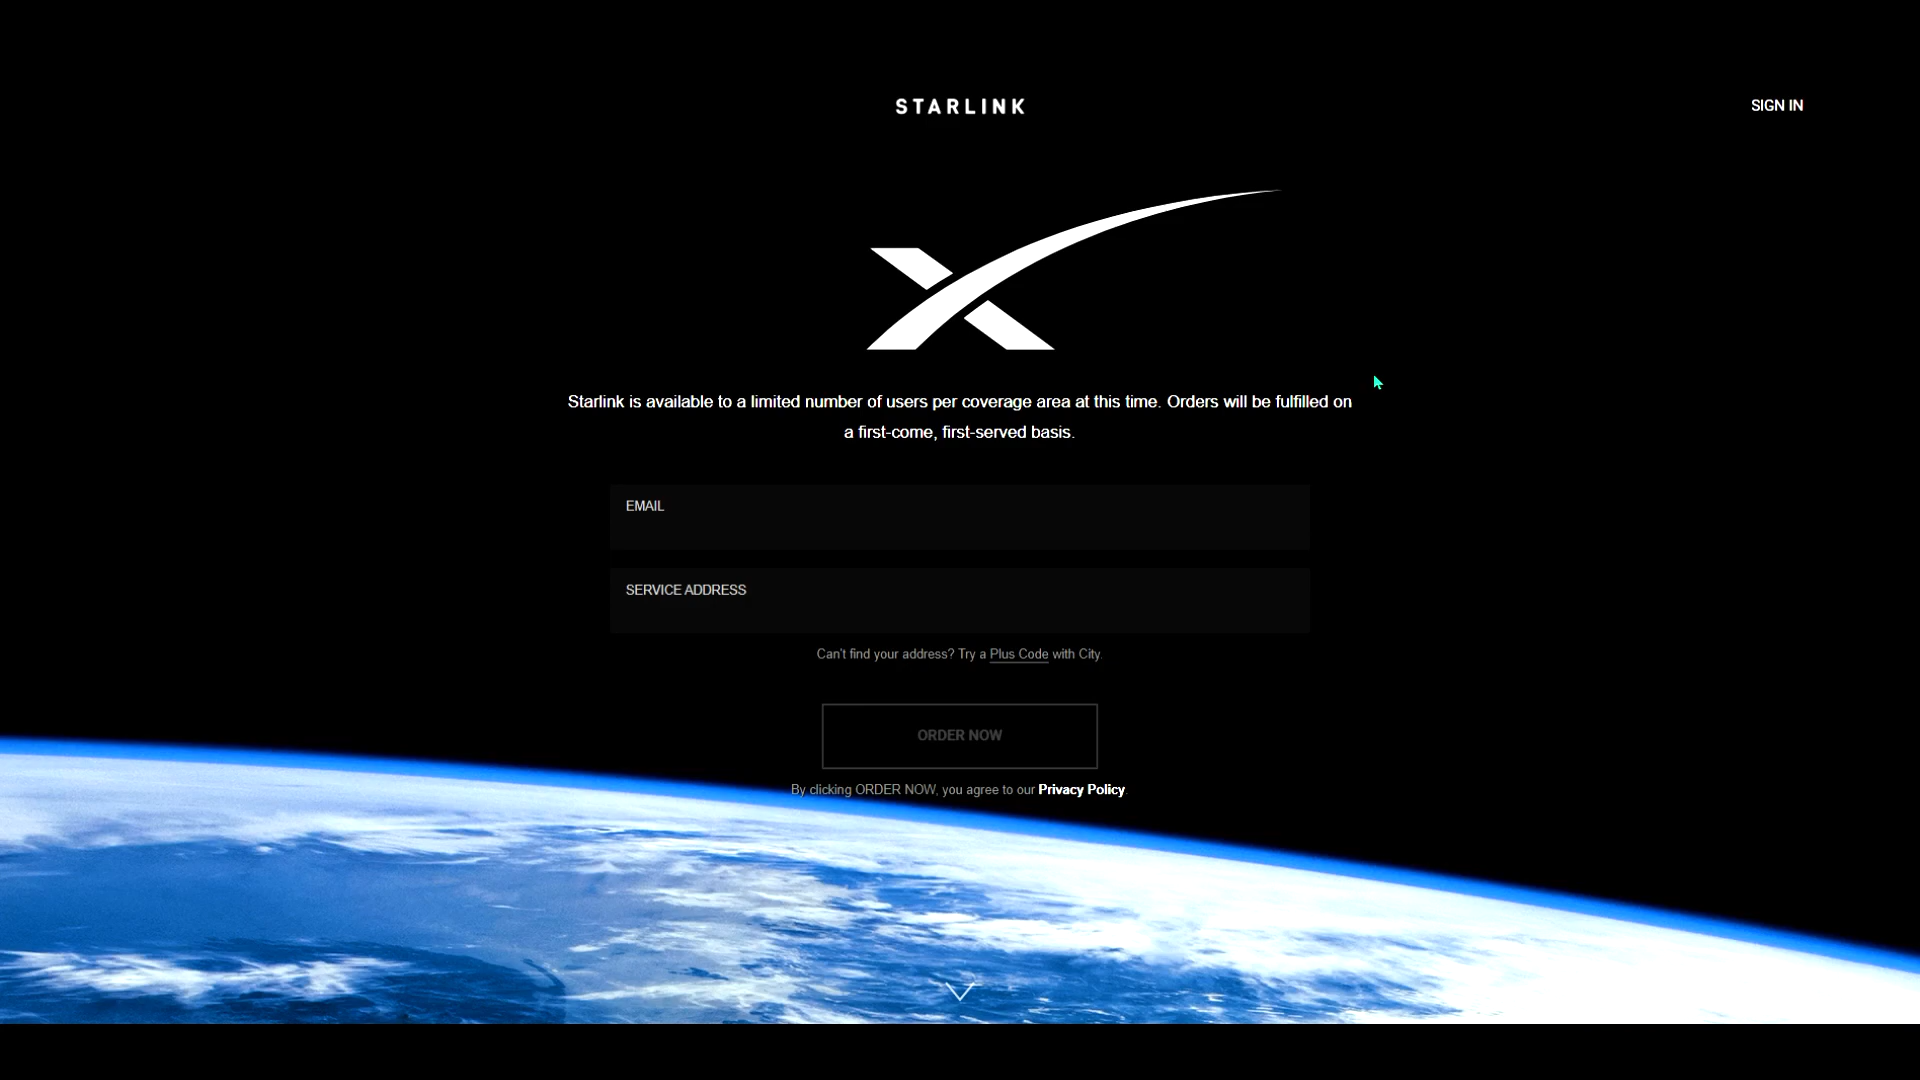 STARLINK
SIGN IN
Starlink is available to a limited number of users per coverage area at this time. Orders will be fulfilled on
a first-come, first-served basis.
EMAIL
SERVICE ADDRESS
Can't find your address? Try a Plus Code with City.
ORDER NOW
By clicking ORDER NOW, you agree to our Privacy Policy.